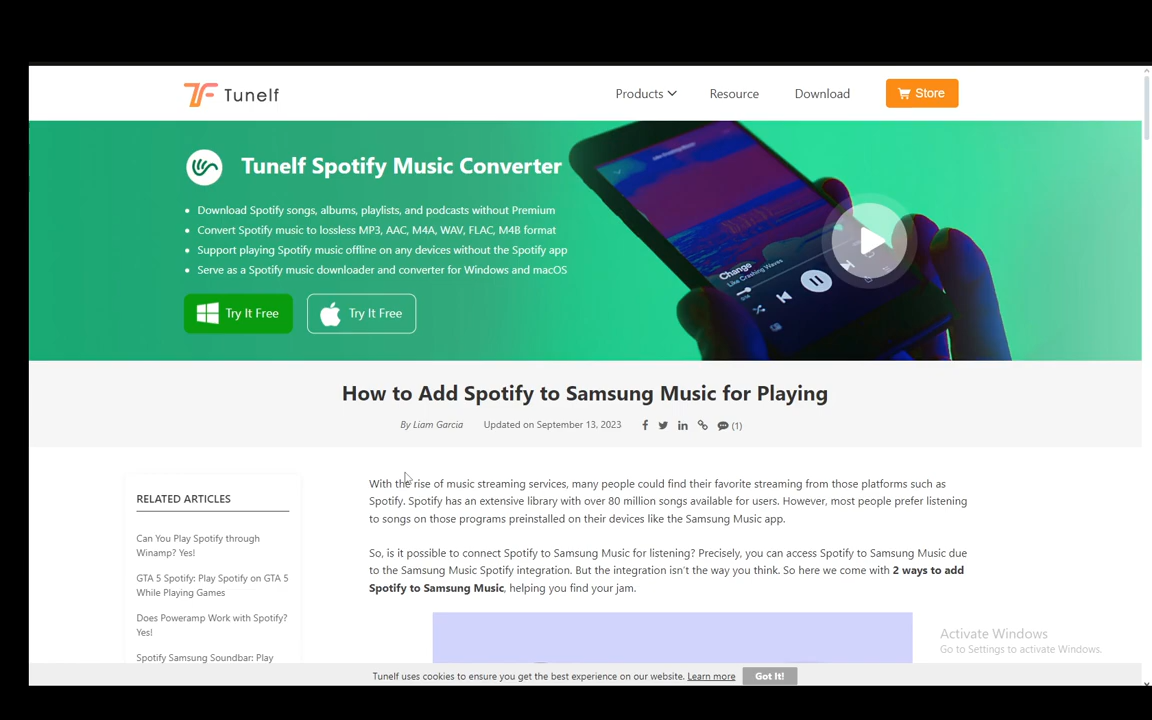 Tunelf
Products
Resource
Download
Store
Tunelf Spotify Music Converter
Download Spotify songs, albums, playlists, and podcasts without Premium
Convert Spotify music to lossless MP3, AAC, M4A, WAV, FLAC, M4B format
Support playing Spotify music offline on any devices without the Spotify app
Serve as a Spotify music downloader and converter for Windows and macOS
Try It Free
Try It Free
Change
Like Crashing Waves
How to Add Spotify to Samsung Music for Playing
By Liam Garcia
Updated on September 13, 2023
(1)
RELATED ARTICLES
Can You Play Spotify through
Winamp? Yes!
GTA 5 Spotify: Play Spotify on GTA 5
While Playing Games
Does Poweramp Work with Spotify?
Yes!
Spotify Samsung Soundbar: Play
With the rise of music streaming services, many people could find their favorite streaming from those platforms such as
Spotify. Spotify has an extensive library with over 80 million songs available for users. However, most people prefer listening
to songs on those programs preinstalled on their devices like the Samsung Music app.
So, is it possible to connect Spotify to Samsung Music for listening? Precisely, you can access Spotify to Samsung Music due
to the Samsung Music Spotify integration. But the integration isn't the way you think. So here we come with 2 ways to add
Spotify to Samsung Music, helping you find your jam.
Activate Windows
Go to Settings to activate Windows.
Tunelf uses cookies to ensure you get the best experience on our website. Learn more
Got It!